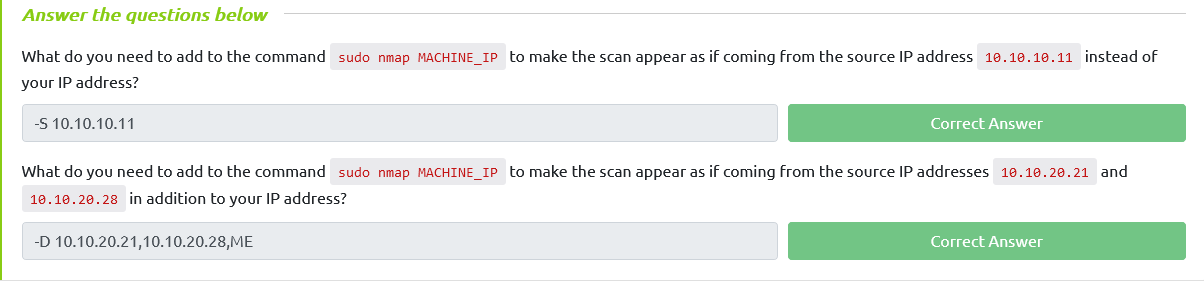 Answer the questions below
What do you need to add to the command sudo nmap MACHINE_IP to make the scan appear as if coming from the source IP address 10.10.10.11 instead of
your IP address?
-S 10.10.10.11 Correct Answer
What do you need to add to the command sudo nmap MACHINE_IP to make the scan appear as if coming from the source IP addresses 10.10.20.21 and
10.10.20.28 in addition to your IP address?
-D 10.10.20.21,10.10.20.28,ME Correct Answer